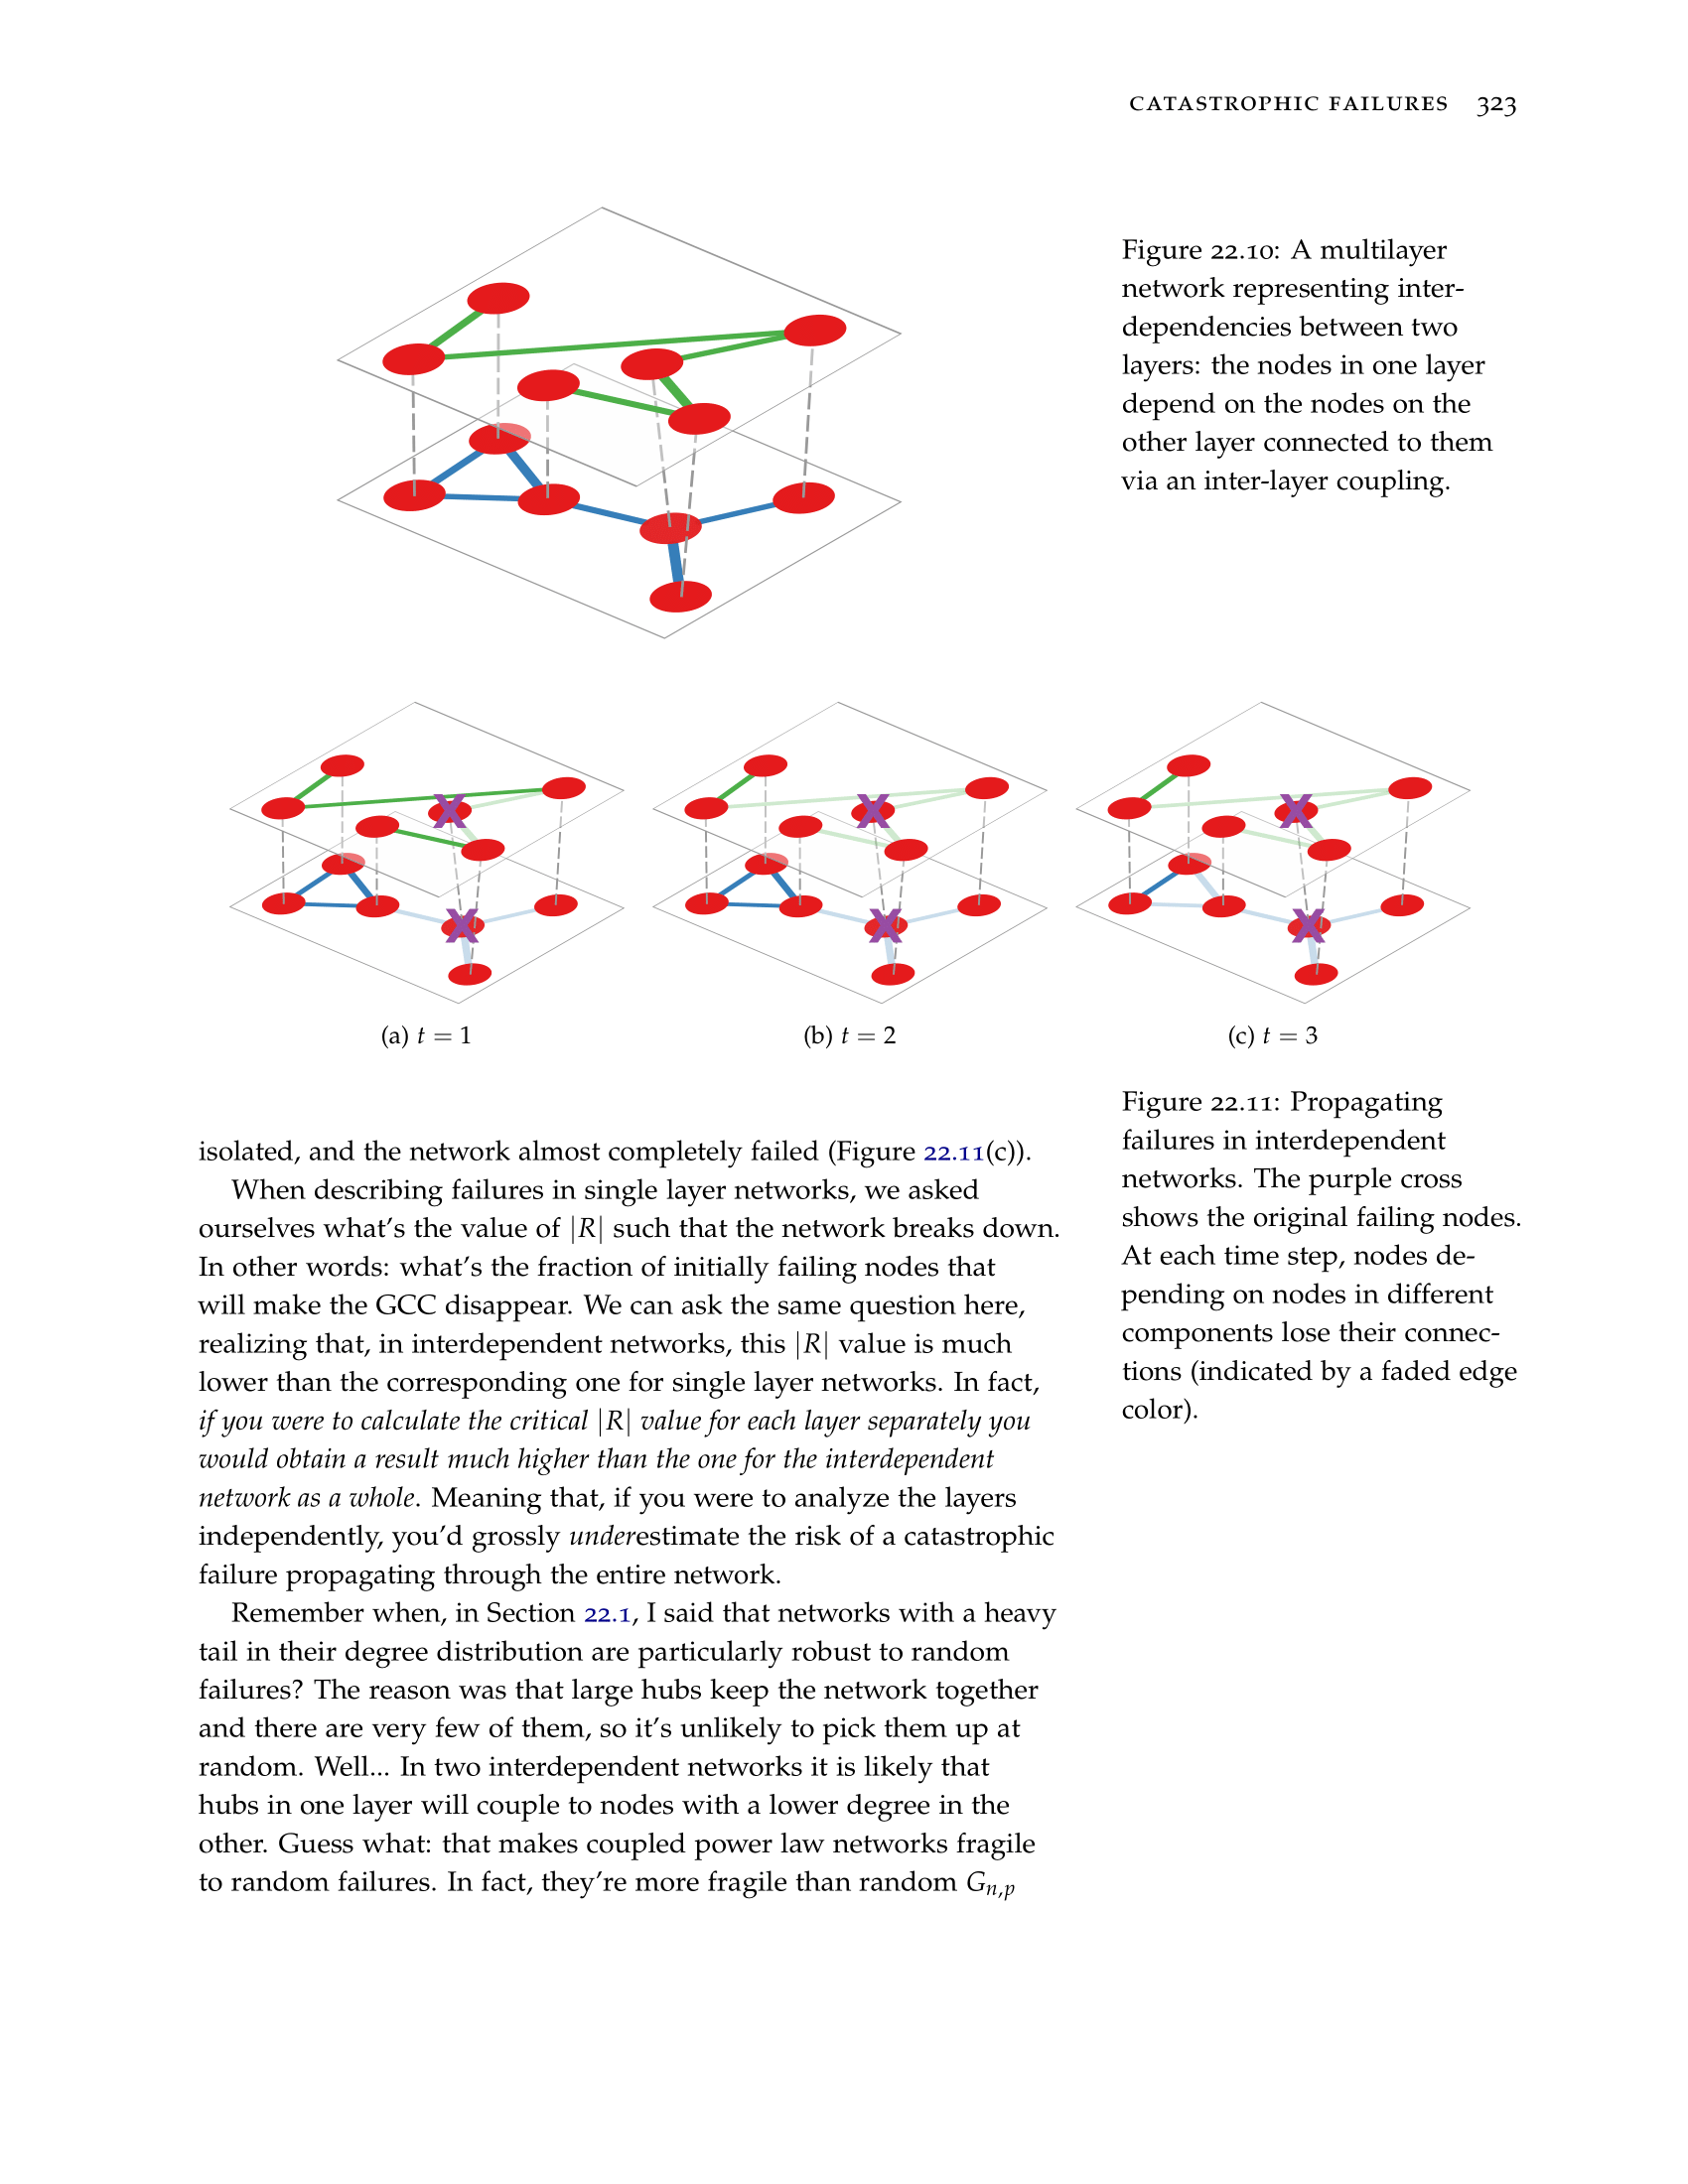 CATASTROPHIC FAILURES 323
Figure 22.10: A multilayer
network representing inter-
dependencies between two
layers: the nodes in one layer
depend on the nodes on the
other layer connected to them
via an inter-layer coupling.
X X X
X X X
(a) t = 1 (b) t = 2 (c) t = 3
Figure 22.11: Propagating
failures in interdependent
networks. The purple cross
shows the original failing nodes.
At each time step, nodes de-
pending on nodes in different
components lose their connec-
tions (indicated by a faded edge
color).
isolated, and the network almost completely failed (Figure 22.11(c)).
When describing failures in single layer networks, we asked
ourselves what's the value of |R| such that the network breaks down.
In other words: what's the fraction of initially failing nodes that
will make the GCC disappear. We can ask the same question here,
realizing that, in interdependent networks, this |R| value is much
lower than the corresponding one for single layer networks. In fact,
if you were to calculate the critical |R| value for each layer separately you
would obtain a result much higher than the one for the interdependent
network as a whole. Meaning that, if you were to analyze the layers
independently, you'd grossly underestimate the risk of a catastrophic
failure propagating through the entire network.
Remember when, in Section 22.1, I said that networks with a heavy
tail in their degree distribution are particularly robust to random
failures? The reason was that large hubs keep the network together
and there are very few of them, so it's unlikely to pick them up at
random. Well... In two interdependent networks it is likely that
hubs in one layer will couple to nodes with a lower degree in the
other. Guess what: that makes coupled power law networks fragile
to random failures. In fact, they're more fragile than random Gn,p